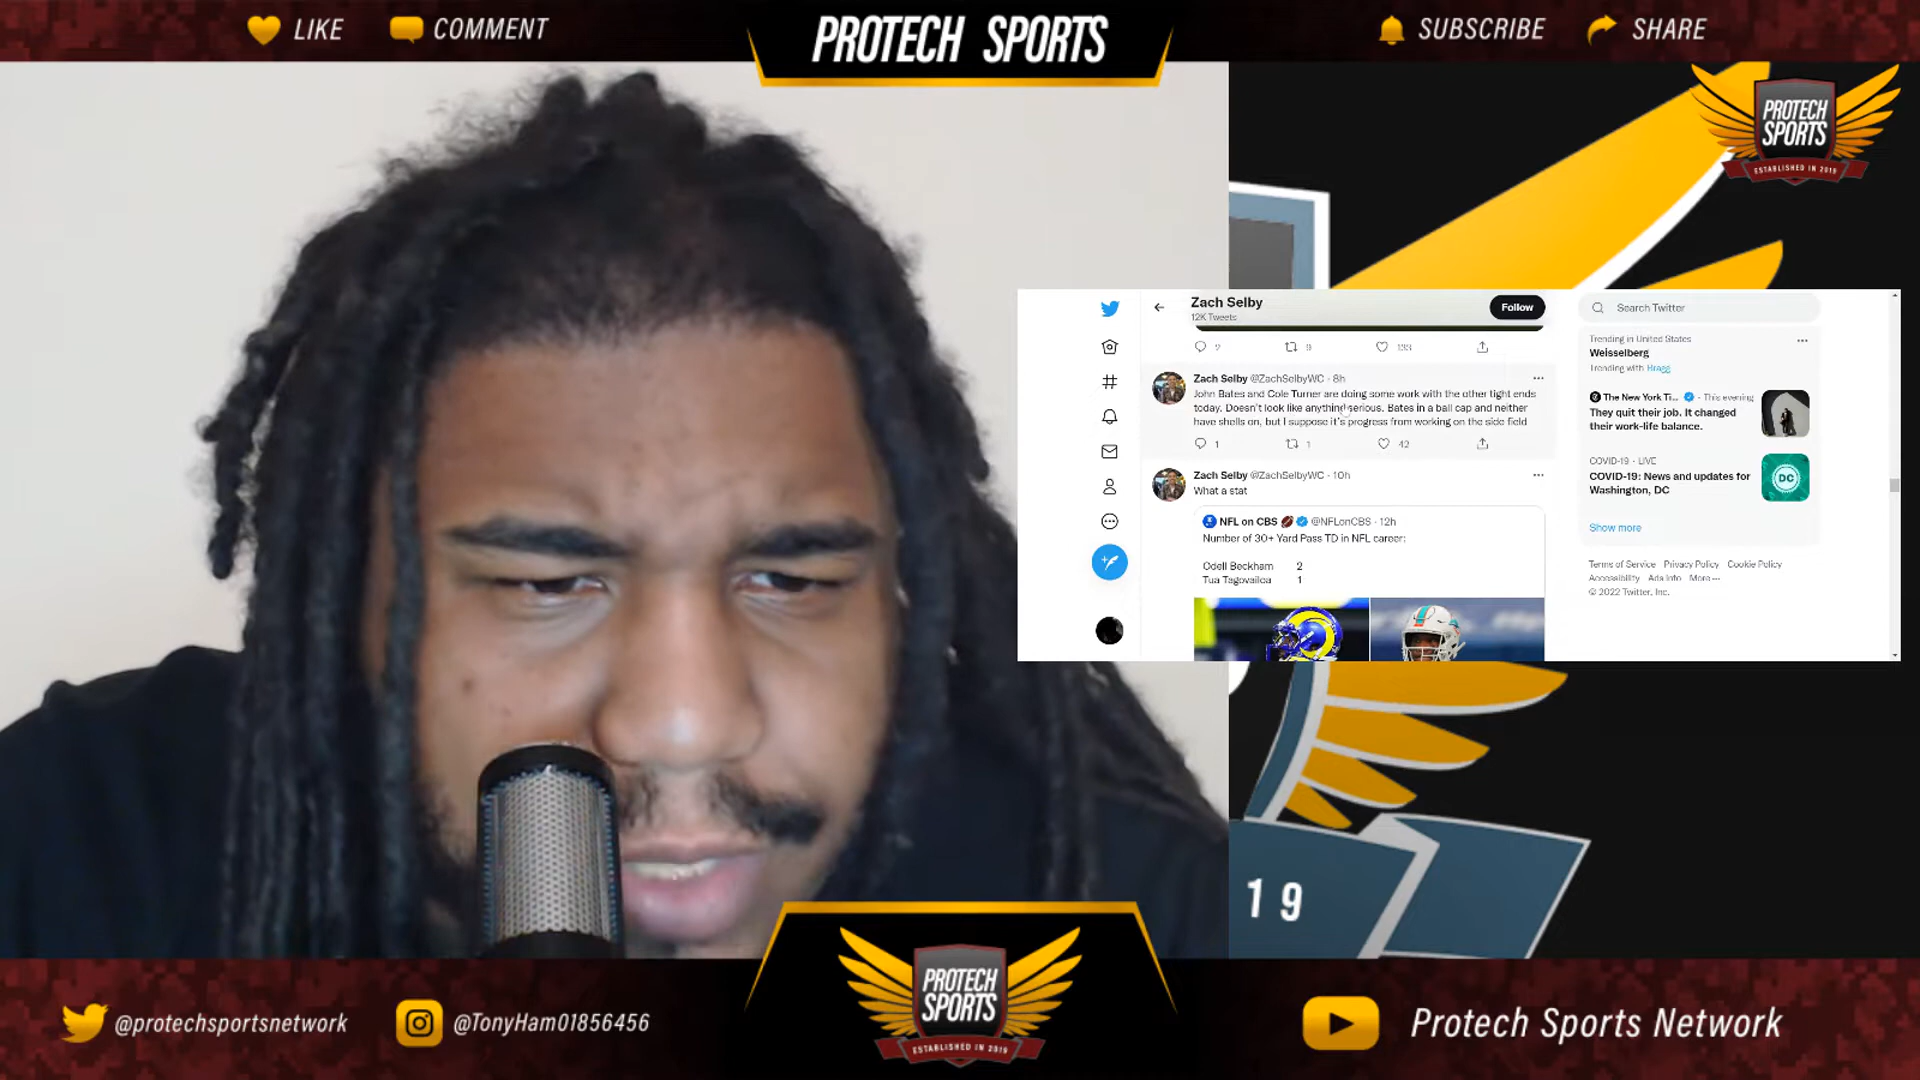 LIKE
COMMENT
PROTECH SPORTS
SUBSCRIBE
SHARE
PROTECH
SPORTS
ESTABLISHED IN 2019
Zach Selby
12K Tweets
Follow
Search Twitter
2 9 133
Zach Selby @ZachSelbyWC · 8h
John Bates and Cole Turner are doing some work with the other tight ends
today. Doesn't look like anything serious. Bates in a ball cap and neither
have shells on, but I suppose it's progress from working on the side field
1 1 42
Zach Selby @ZachSelbyWC · 10h
What a stat
NFL on CBS @NFLonCBS · 12h
Number of 30+ Yard Pass TD in NFL career:
Odell Beckham 2
Tua Tagovailoa 1
Trending in United States
Weisselberg
Trending with Bragg
The New York Ti... · This evening
They quit their job. It changed
their work-life balance.
COVID-19 · LIVE
COVID-19: News and updates for
Washington, DC
DC
Show more
Terms of Service Privacy Policy Cookie Policy
Accessibility Ads info More ···
© 2022 Twitter, Inc.
19
PROTECH
SPORTS
ESTABLISHED IN 2019
@protechsportsnetwork
@TonyHam01856456
Protech Sports Network